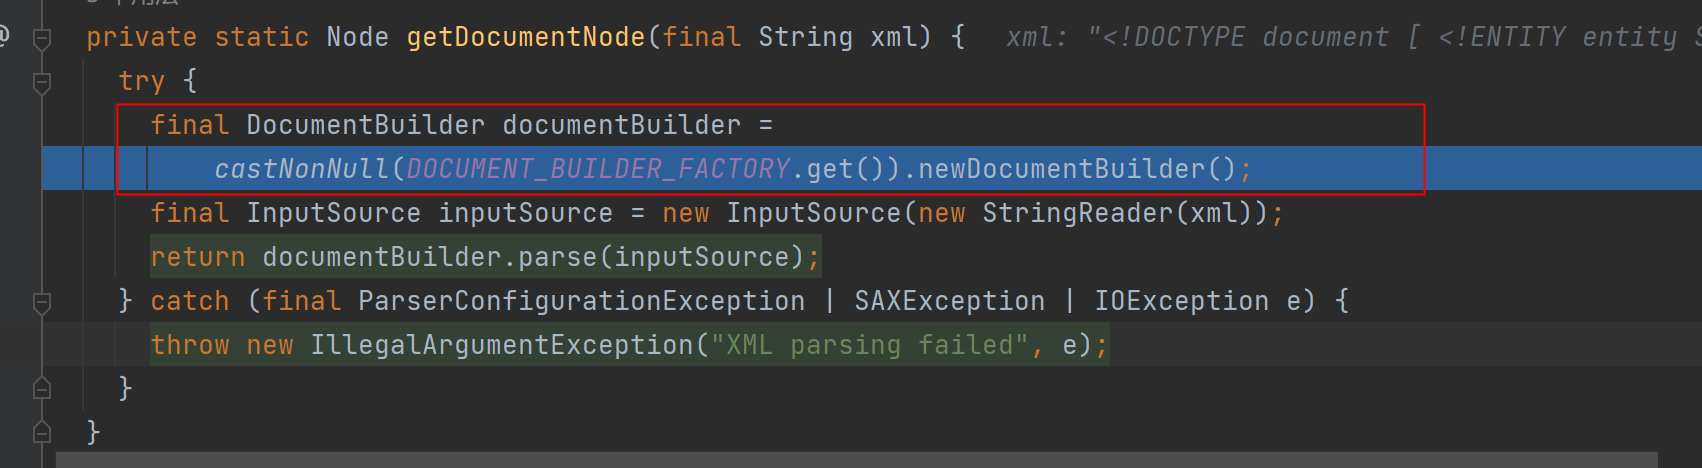 private static Node getDocumentNode(final String xml) { xml: "<!DOCTYPE document [ <!ENTITY entity S
try {
final DocumentBuilder documentBuilder =
castNonNull(DOCUMENT_BUILDER_FACTORY.get()).newDocumentBuilder();
final InputSource inputSource = new InputSource(new StringReader(xml));
return documentBuilder.parse(inputSource);
} catch (final ParserConfigurationException | SAXException | IOException e) {
throw new IllegalArgumentException("XML parsing failed", e);
}
}